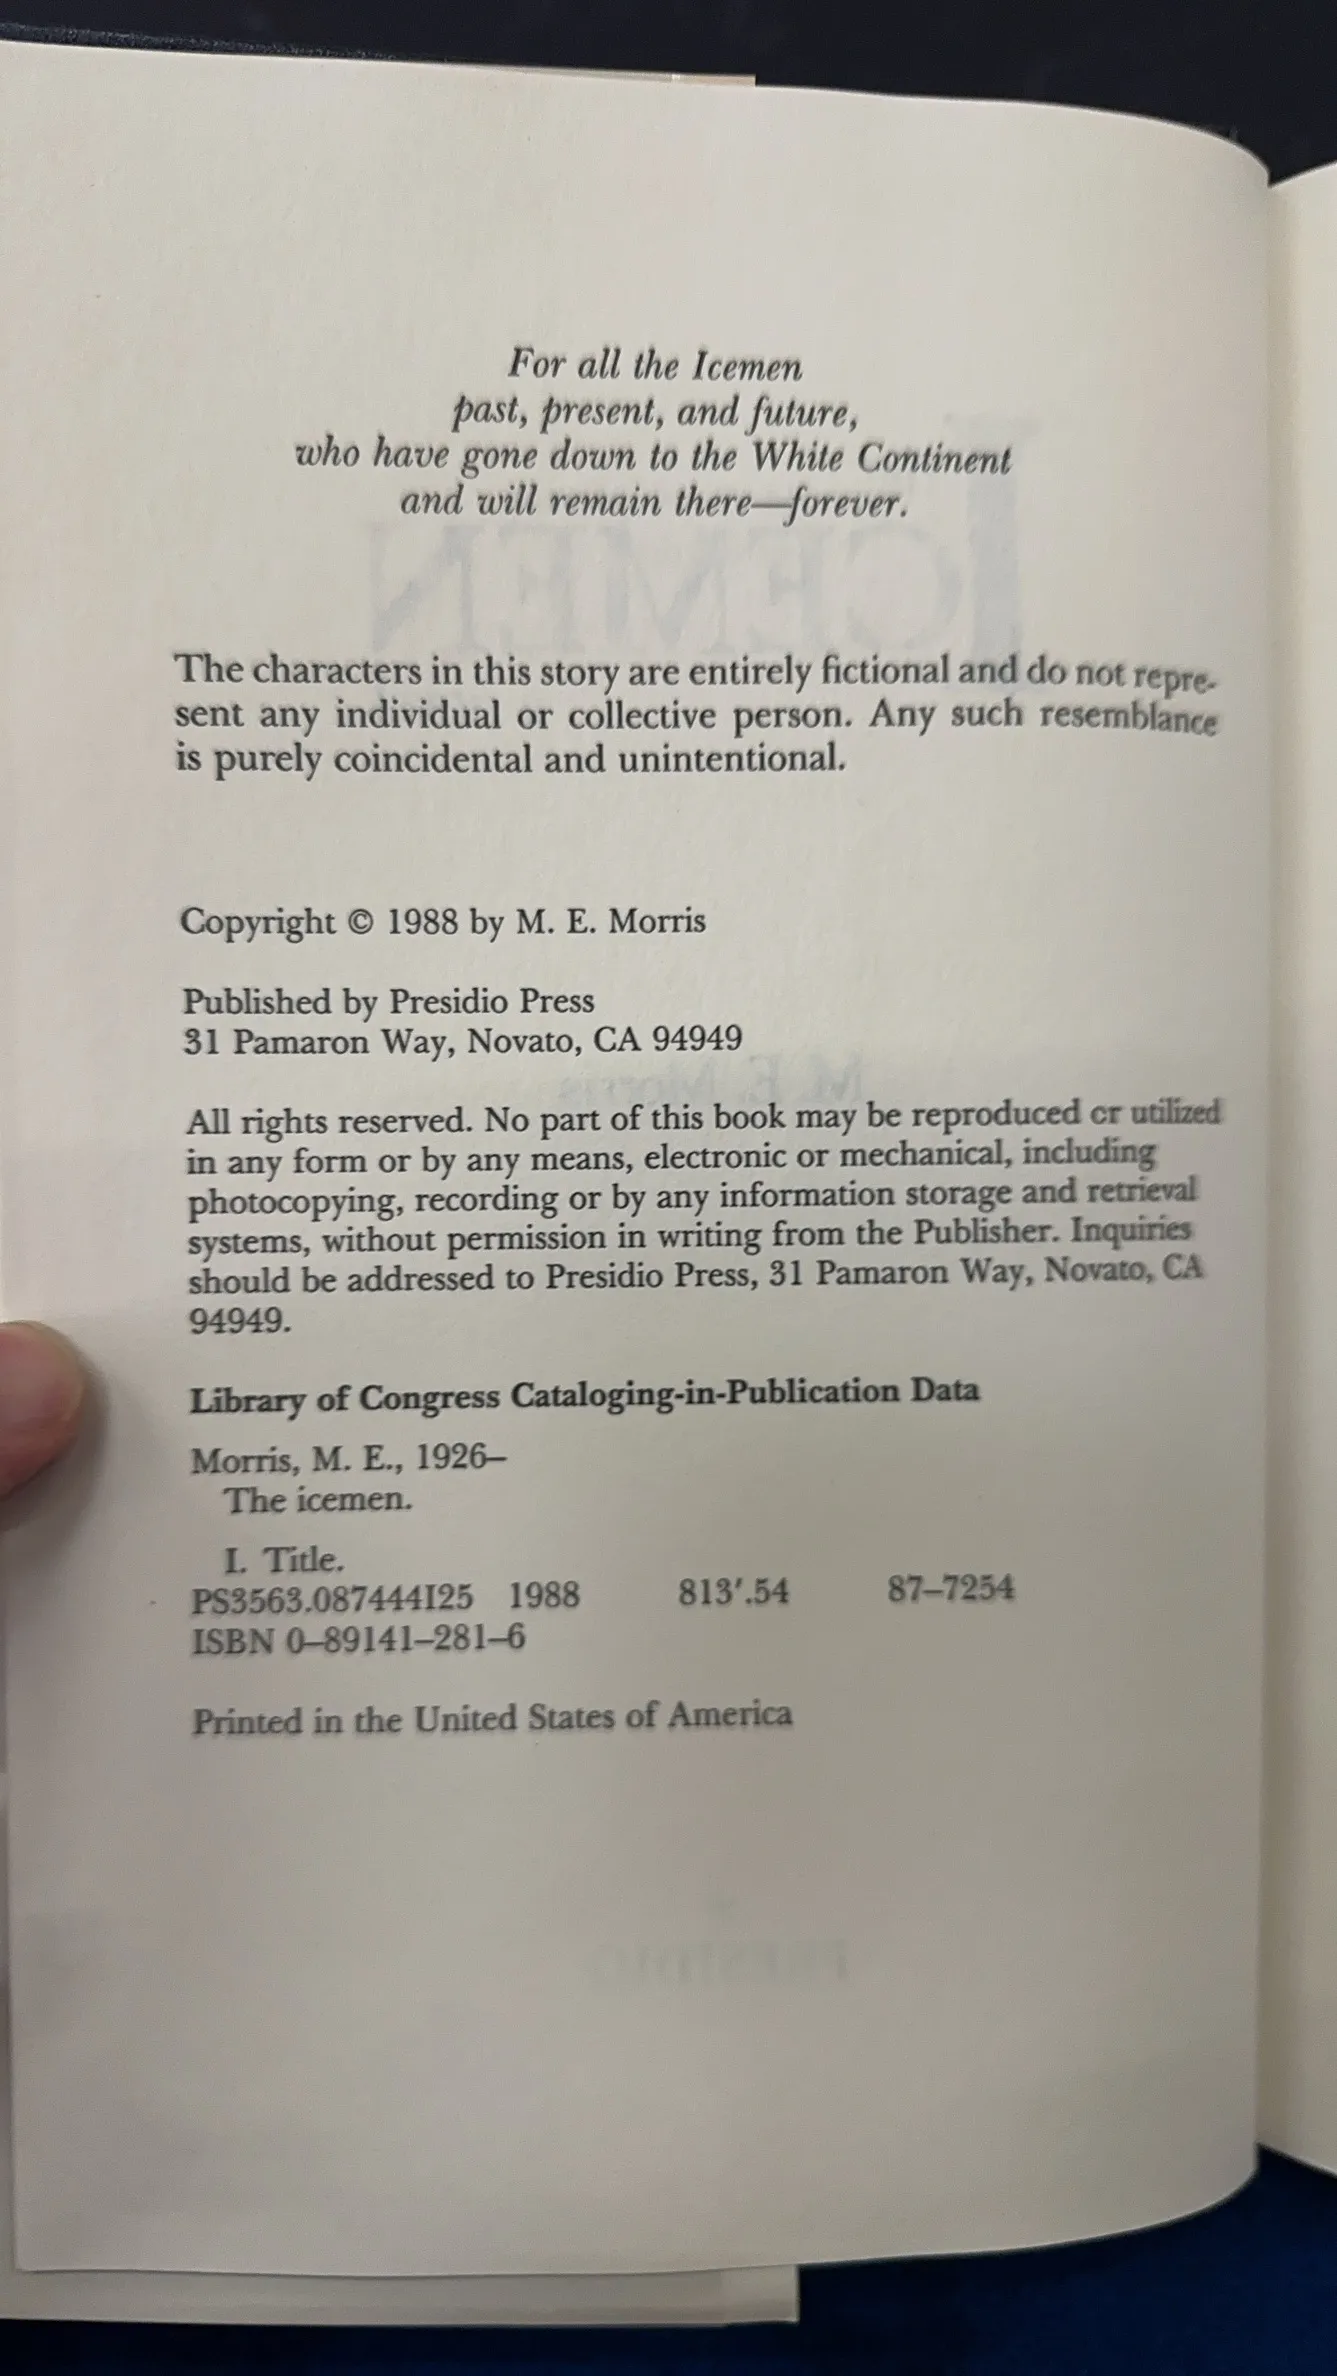 For all the Icemen
past, present, and future,
who have gone down to the White Continent
and will remain there—forever.
The characters in this story are entirely fictional and do not repre-
sent any individual or collective person. Any such resemblance
is purely coincidental and unintentional.
Copyright © 1988 by M. E. Morris
Published by Presidio Press
31 Pamaron Way, Novato, CA 94949
All rights reserved. No part of this book may be reproduced or utilized
in any form or by any means, electronic or mechanical, including
photocopying, recording or by any information storage and retrieval
systems, without permission in writing from the Publisher. Inquiries
should be addressed to Presidio Press, 31 Pamaron Way, Novato, CA
94949.
Library of Congress Cataloging-in-Publication Data
Morris, M. E., 1926–
The icemen.
I. Title.
PS3563.087444I25 1988 813′.54 87–7254
ISBN 0–89141–281–6
Printed in the United States of America